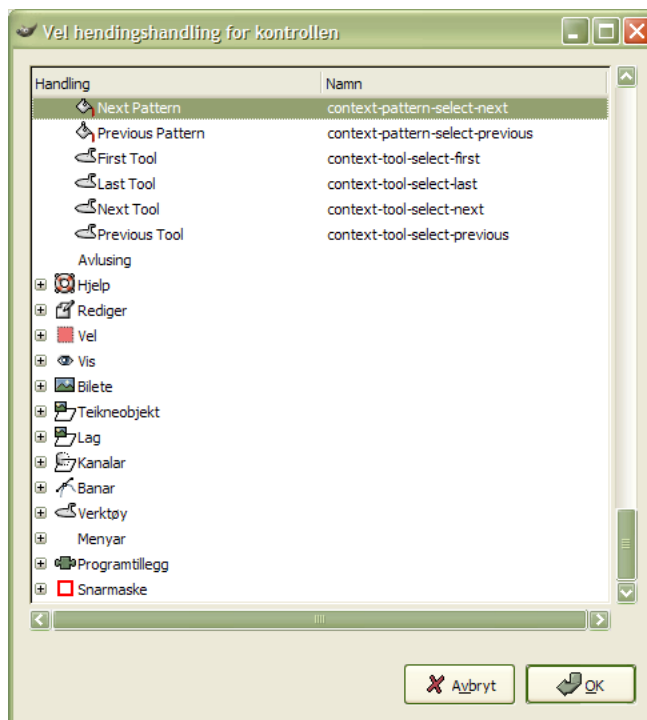 Vel hendingshandling for kontrollen
Handling Namn
Next Pattern context-pattern-select-next
Previous Pattern context-pattern-select-previous
First Tool context-tool-select-first
Last Tool context-tool-select-last
Next Tool context-tool-select-next
Previous Tool context-tool-select-previous
Avlusing
Hjelp
Rediger
Vel
Vis
Bilete
Teikneobjekt
Lag
Kanalar
Banar
Verktøy
Menyar
Programtillegg
Snarmaske
Avbryt OK